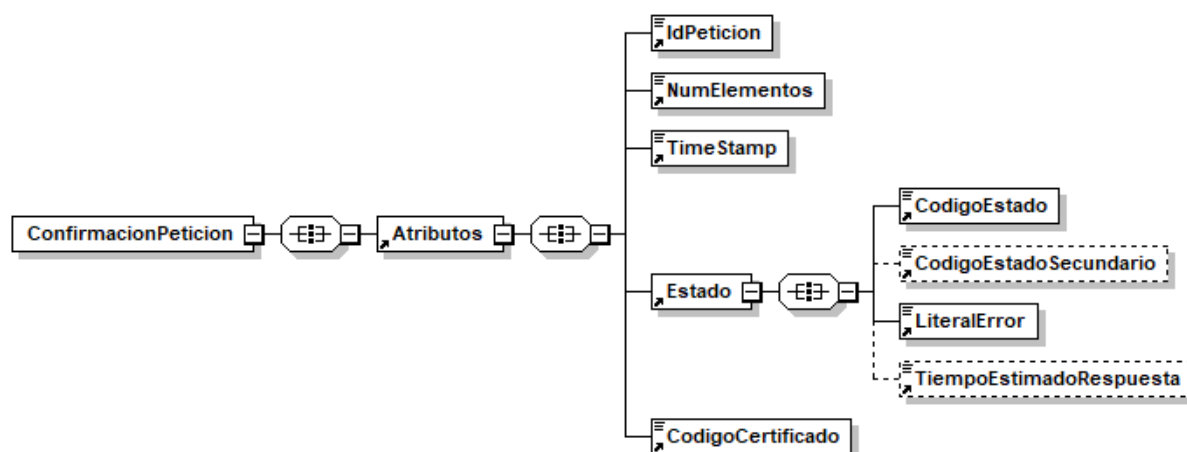 IdPeticion
NumElementos
TimeStamp
ConfirmacionPeticion
Atributos
CodigoEstado
CodigoEstadoSecundario
Estado
LiteralError
TiempoEstimadoRespuesta
CodigoCertificado